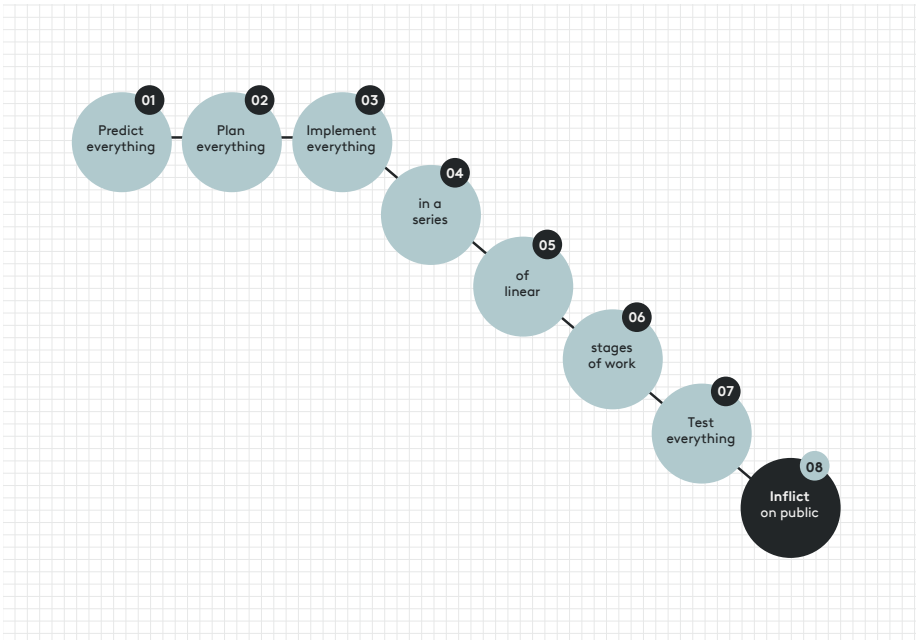 01
Predict
everything
02
Plan
everything
03
Implement
everything
04
in a
series
05
of
linear
06
stages
of work
07
Test
everything
08
Inflict
on public